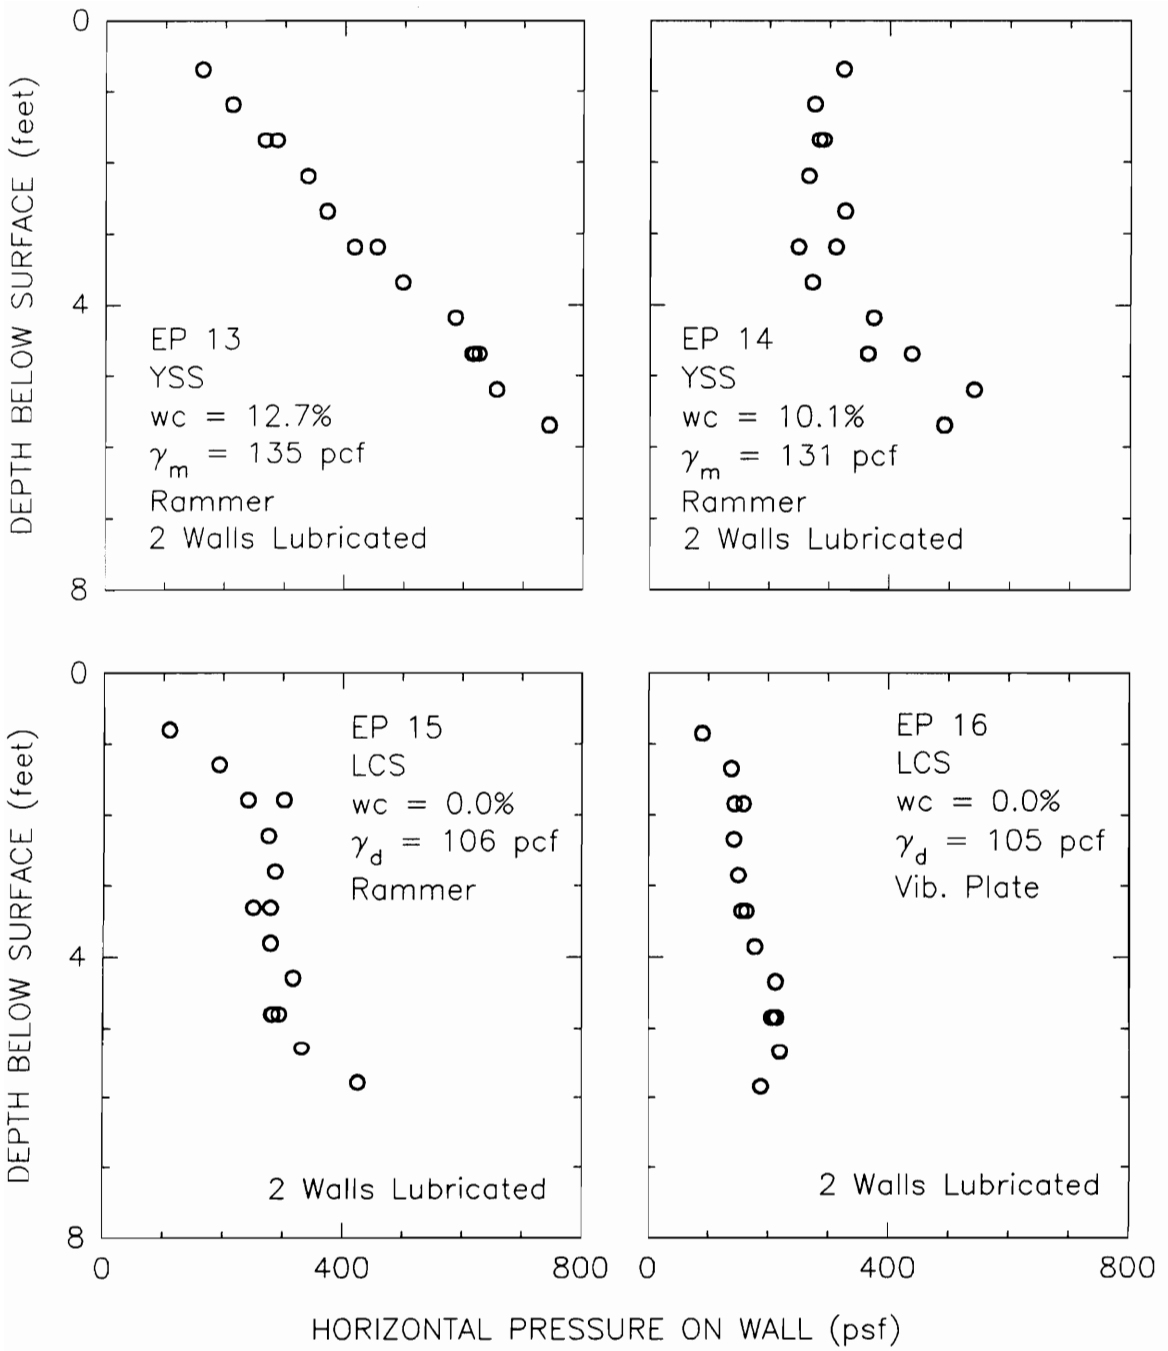 0
4
8
DEPTH BELOW SURFACE (feet)
EP 13
YSS
wc = 12.7%
γm = 135 pcf
Rammer
2 Walls Lubricated
EP 14
YSS
wc = 10.1%
γm = 131 pcf
Rammer
2 Walls Lubricated
0
4
8
DEPTH BELOW SURFACE (feet)
EP 15
LCS
wc = 0.0%
γd = 106 pcf
Rammer
2 Walls Lubricated
EP 16
LCS
wc = 0.0%
γd = 105 pcf
Vib. Plate
2 Walls Lubricated
0 400 800 0 400 800
HORIZONTAL PRESSURE ON WALL (psf)